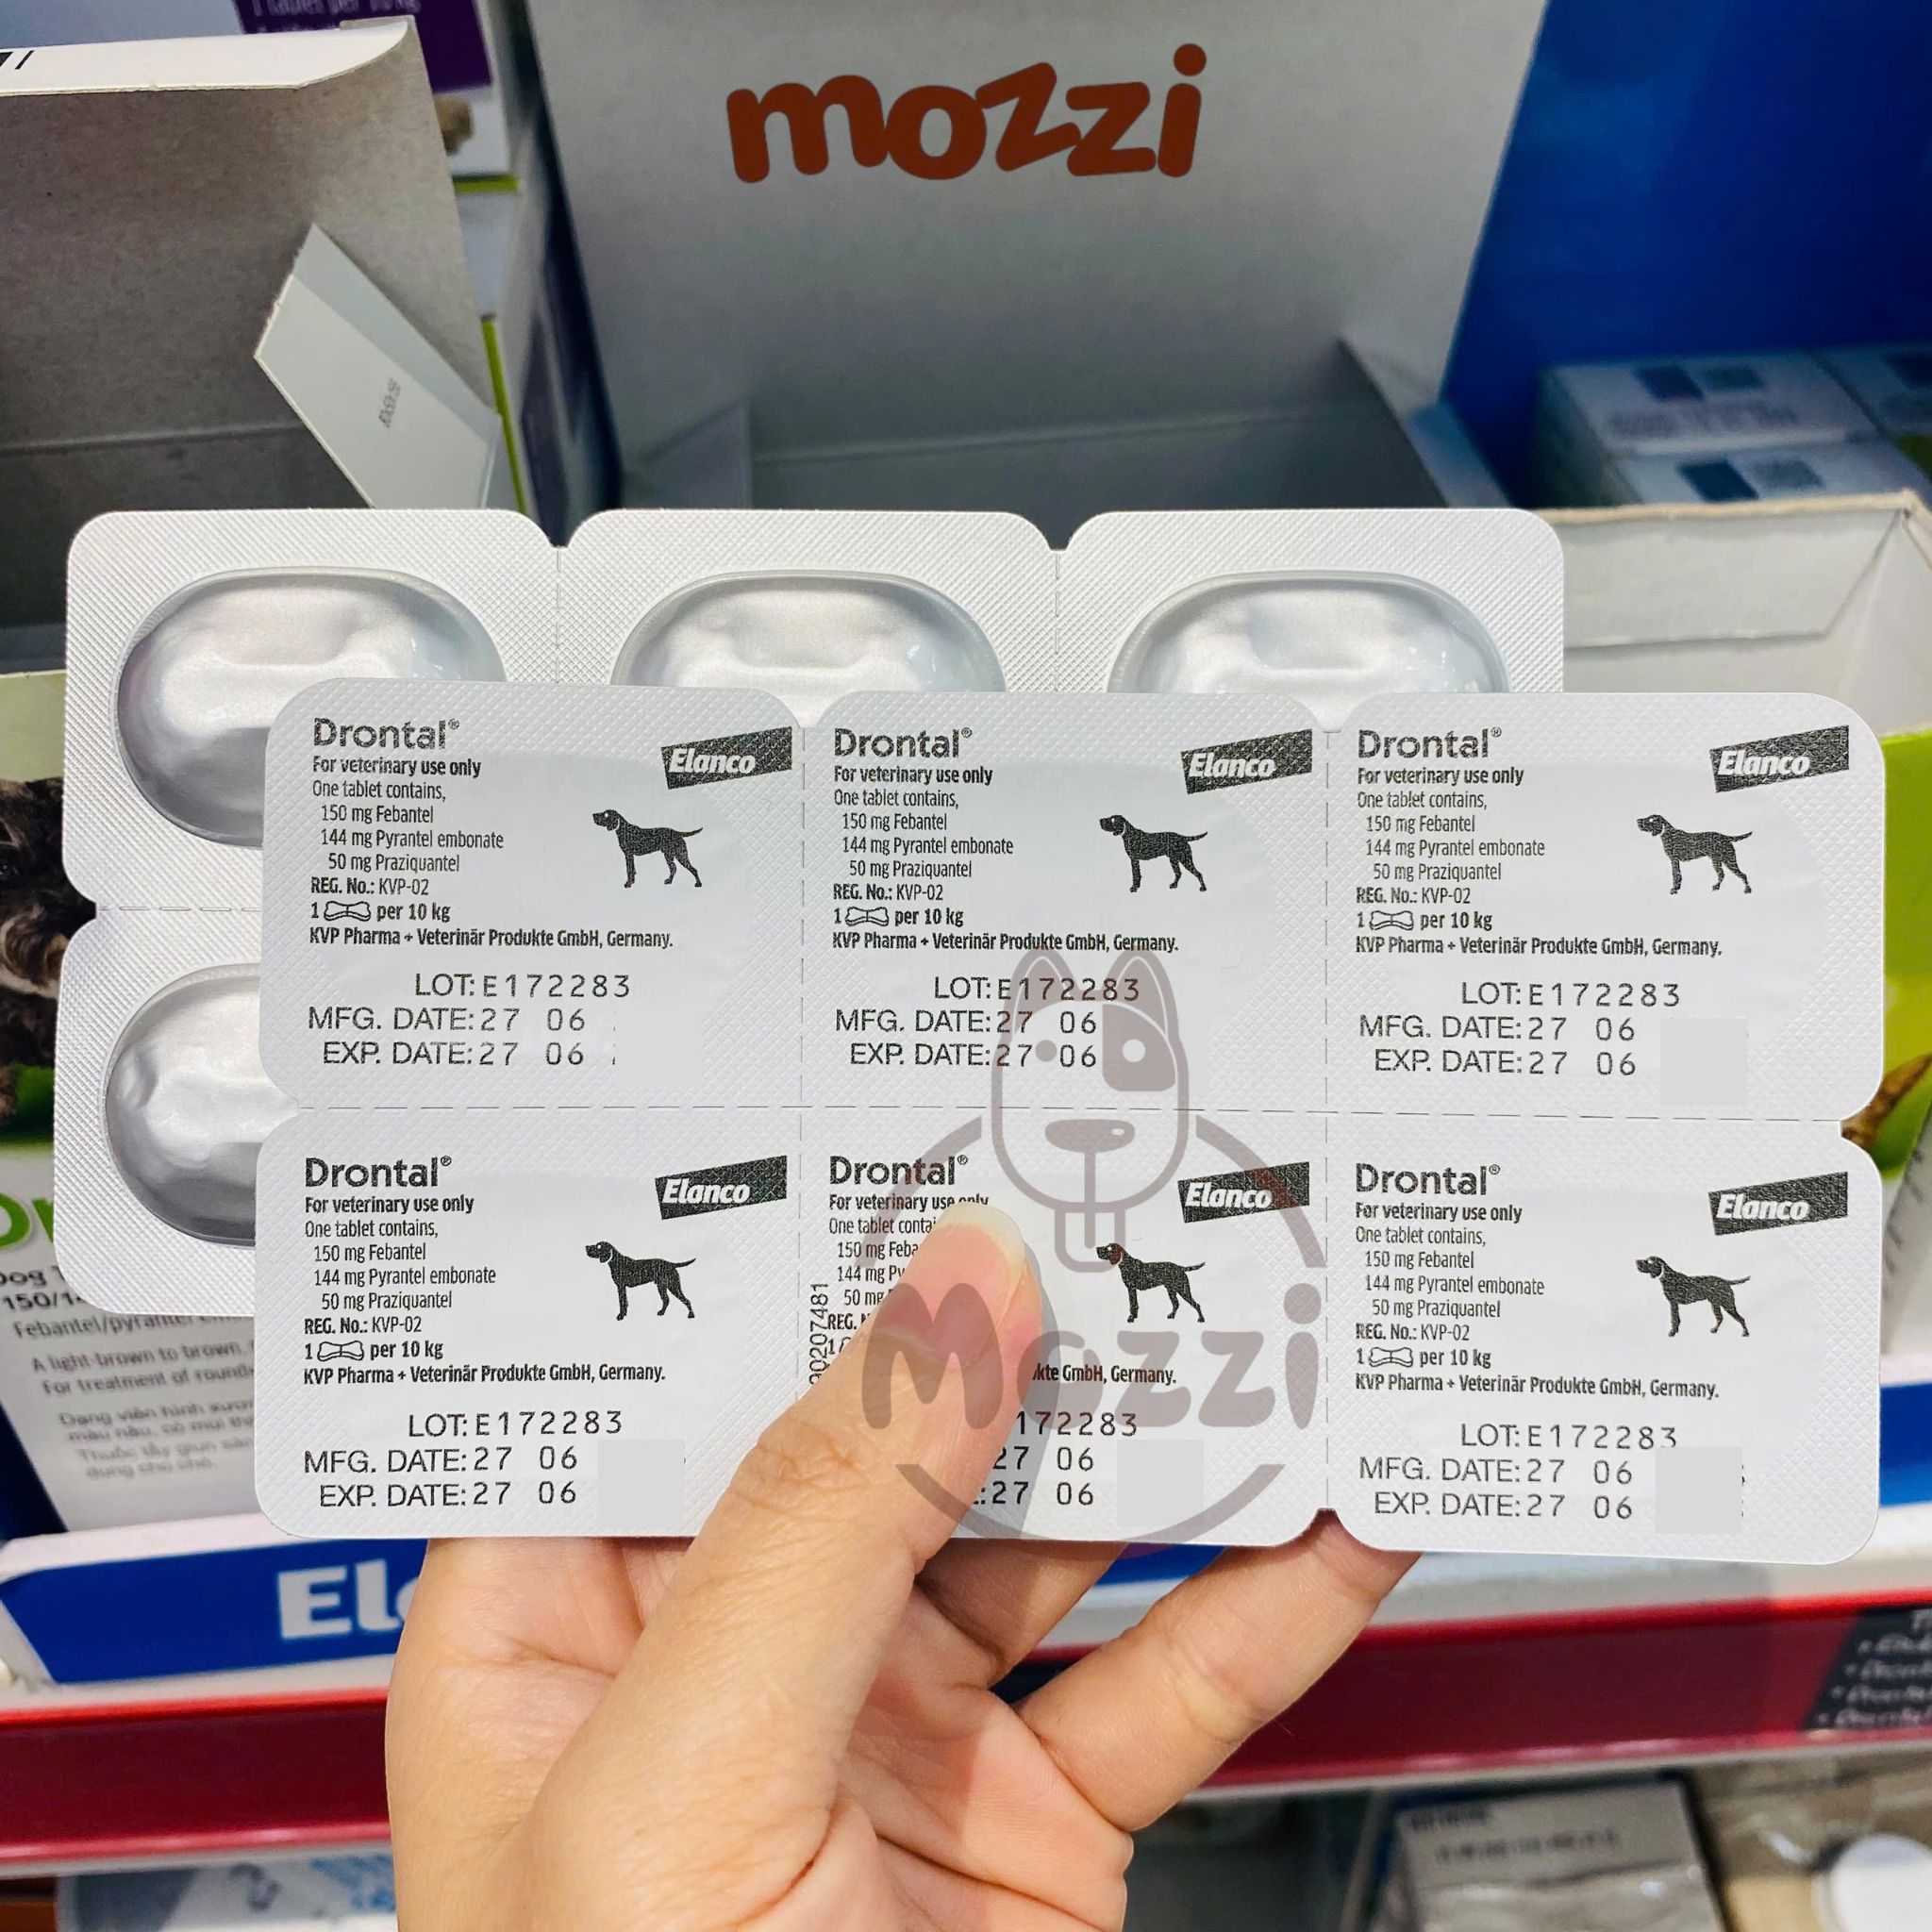 mozzi
Drontal®
Elanco
For veterinary use only
One tablet contains,
150 mg Febantel
144 mg Pyrantel embonate
50 mg Praziquantel
REG. No.: KVP-02
1 per 10 kg
KVP Pharma + Veterinär Produkte GmbH, Germany.
LOT: E172283
MFG. DATE: 27 06
EXP. DATE: 27 06
Drontal®
Elanco
For veterinary use only
One tablet contains,
150 mg Febantel
144 mg Pyrantel embonate
50 mg Praziquantel
REG. No.: KVP-02
1 per 10 kg
KVP Pharma + Veterinär Produkte GmbH, Germany.
LOT: E172283
MFG. DATE: 27 06
EXP. DATE: 27 06
Drontal®
Elanco
For veterinary use only
One tablet contains,
150 mg Febantel
144 mg Pyrantel embonate
50 mg Praziquantel
REG. No.: KVP-02
1 per 10 kg
KVP Pharma + Veterinär Produkte GmbH, Germany.
LOT: E172283
MFG. DATE: 27 06
EXP. DATE: 27 06
Drontal®
Elanco
For veterinary use only
One tablet contains,
150 mg Febantel
144 mg Pyrantel embonate
50 mg Praziquantel
REG. No.: KVP-02
1 per 10 kg
KVP Pharma + Veterinär Produkte GmbH, Germany.
LOT: E172283
MFG. DATE: 27 06
EXP. DATE: 27 06
Drontal®
Elanco
For veterinary use only
One tablet
150 mg
144 mg
50 mg
GmbH, Germany.
172283
27 06
27 06
Mozzi
Drontal®
Elanco
For veterinary use only
One tablet contains,
150 mg Febantel
144 mg Pyrantel embonate
50 mg Praziquantel
REG. No.: KVP-02
1 per 10 kg
KVP Pharma + Veterinär Produkte GmbH, Germany.
LOT: E172283
MFG. DATE: 27 06
EXP. DATE: 27 06
A light-brown to brown
For treatment of